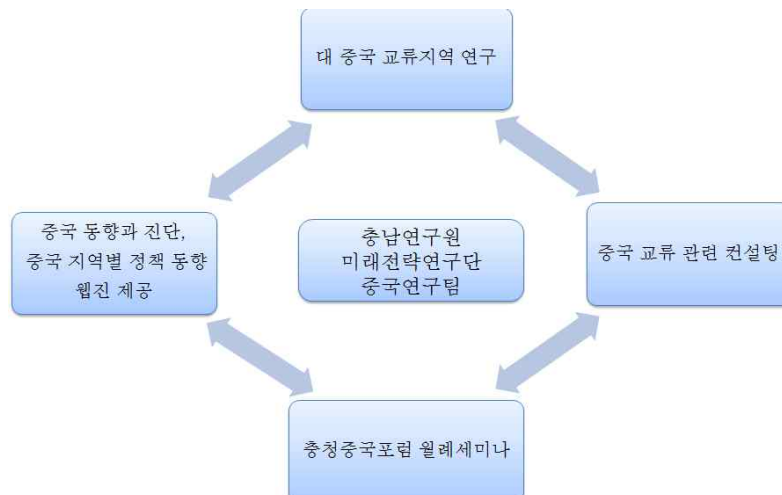 대 중국 교류지역 연구
중국 동향과 진단,
중국 지역별 정책 동향
웹진 제공
충남연구원
미래전략연구단
중국연구팀
중국 교류 관련 컨설팅
충청중국포럼 월례세미나